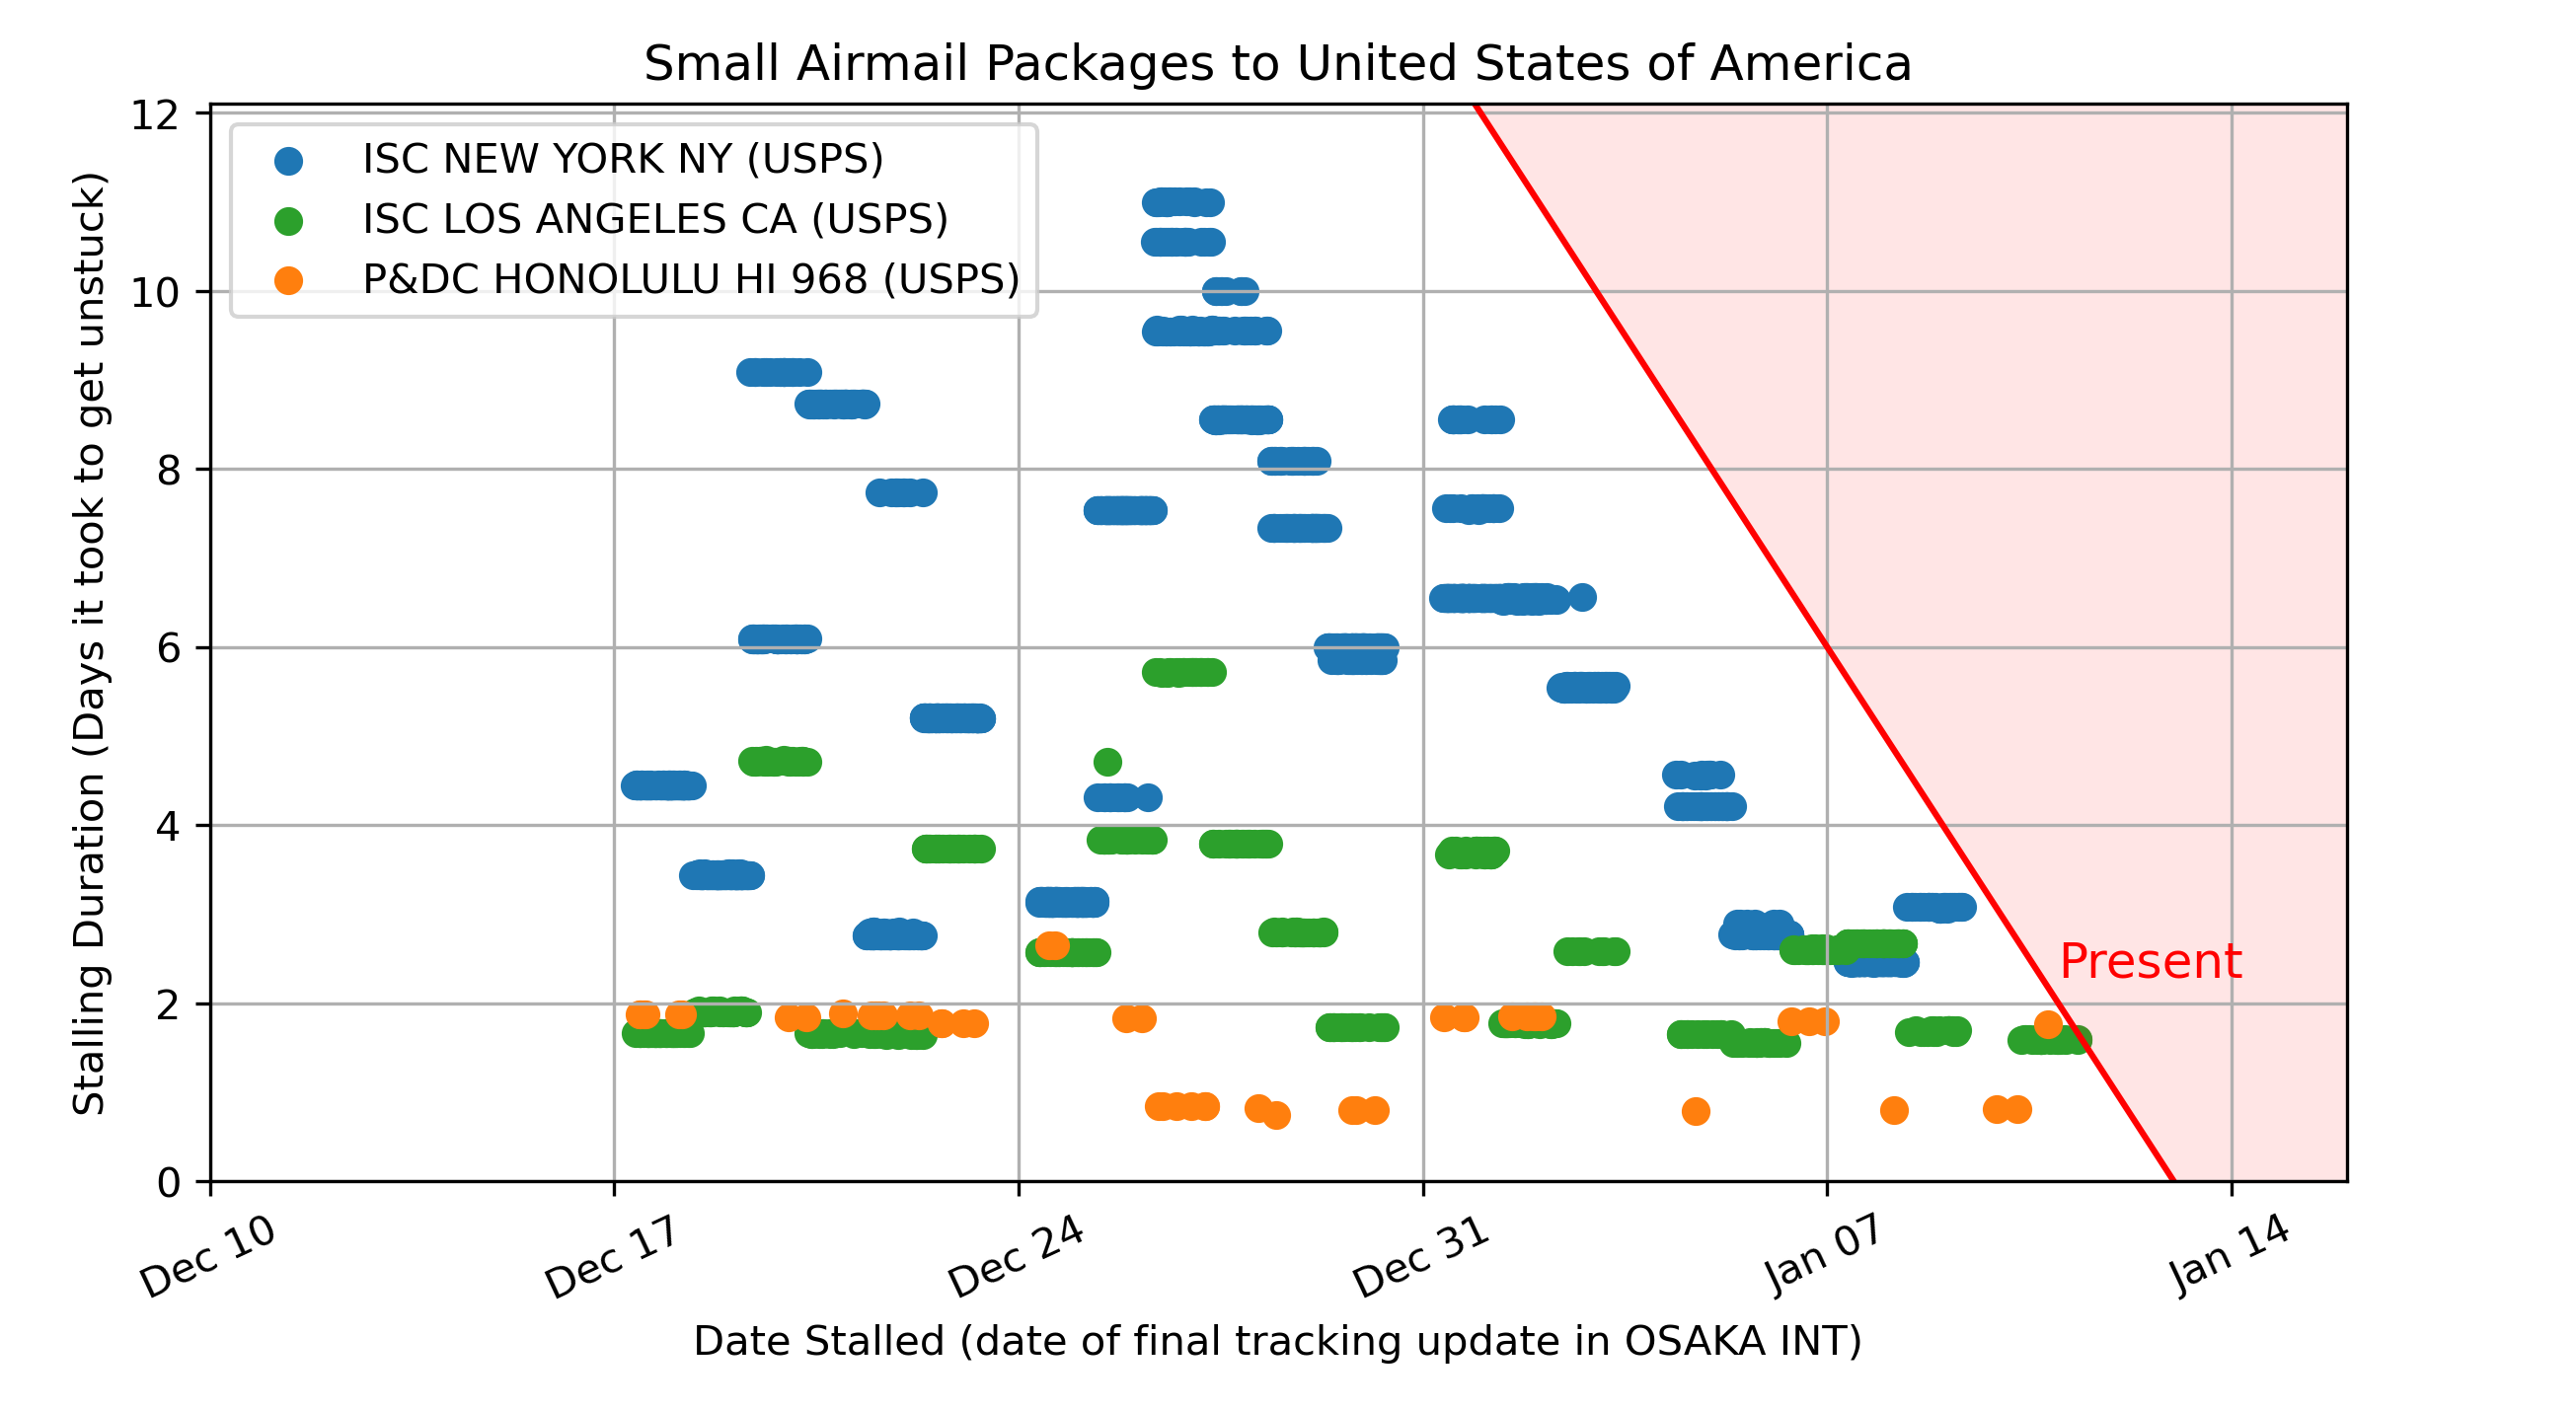 Small Airmail Packages to United States of America
Stalling Duration (Days it took to get unstuck)
12
10
8
6
4
2
0
ISC NEW YORK NY (USPS)
ISC LOS ANGELES CA (USPS)
P&DC HONOLULU HI 968 (USPS)
Present
Dec 10
Dec 17
Dec 24
Dec 31
Jan 07
Jan 14
Date Stalled (date of final tracking update in OSAKA INT)